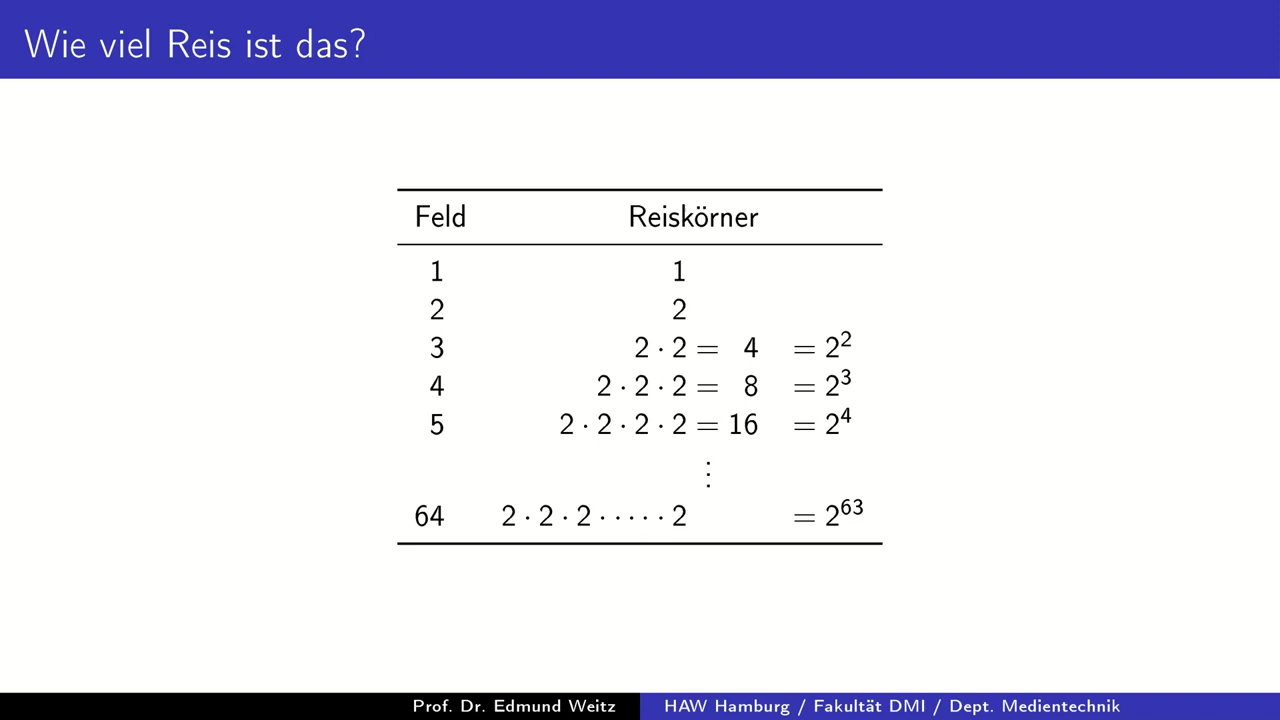 Wie viel Reis ist das?
Feld Reiskörner
1 1
2 2
3 2 · 2 = 4 = 2²
4 2 · 2 · 2 = 8 = 2³
5 2 · 2 · 2 · 2 = 16 = 2⁴
⋮
64 2 · 2 · 2 · · · · · 2 = 2⁶³
Prof. Dr. Edmund Weitz HAW Hamburg / Fakultät DMI / Dept. Medientechnik